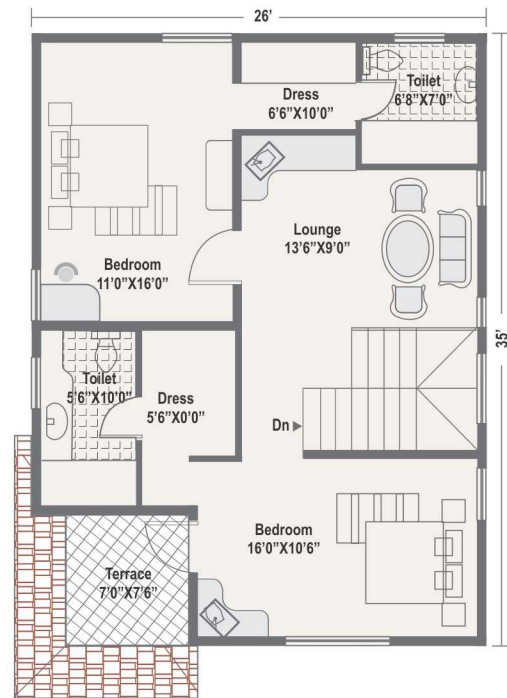 26’
Dress
6’6”X10’0”
Toilet
6’8”X7’0”
Lounge
13’6”X9’0”
Bedroom
11’0”X16’0”
35’
Toilet
5’6”X10’0”
Dress
5’6”X0’0”
Dn
Bedroom
16’0”X10’6”
Terrace
7’0”X7’6”